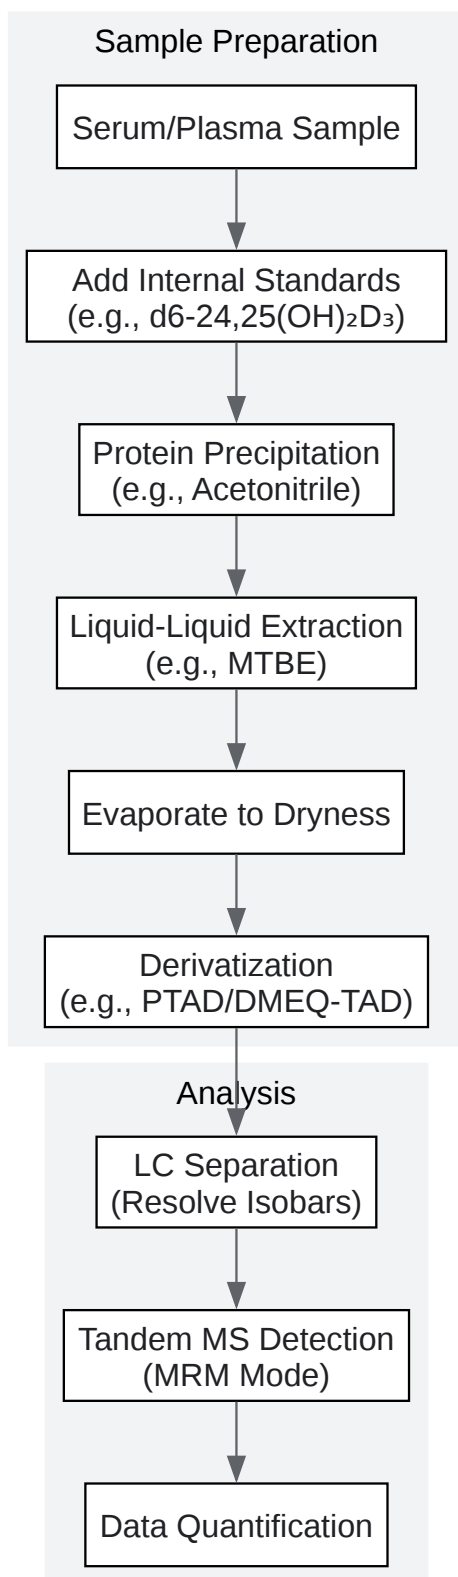 Sample Preparation
Serum/Plasma Sample
Add Internal Standards
(e.g., d6-24,25(OH)₂D₃)
Protein Precipitation
(e.g., Acetonitrile)
Liquid-Liquid Extraction
(e.g., MTBE)
Evaporate to Dryness
Derivatization
(e.g., PTAD/DMEQ-TAD)
Analysis
LC Separation
(Resolve Isobars)
Tandem MS Detection
(MRM Mode)
Data Quantification